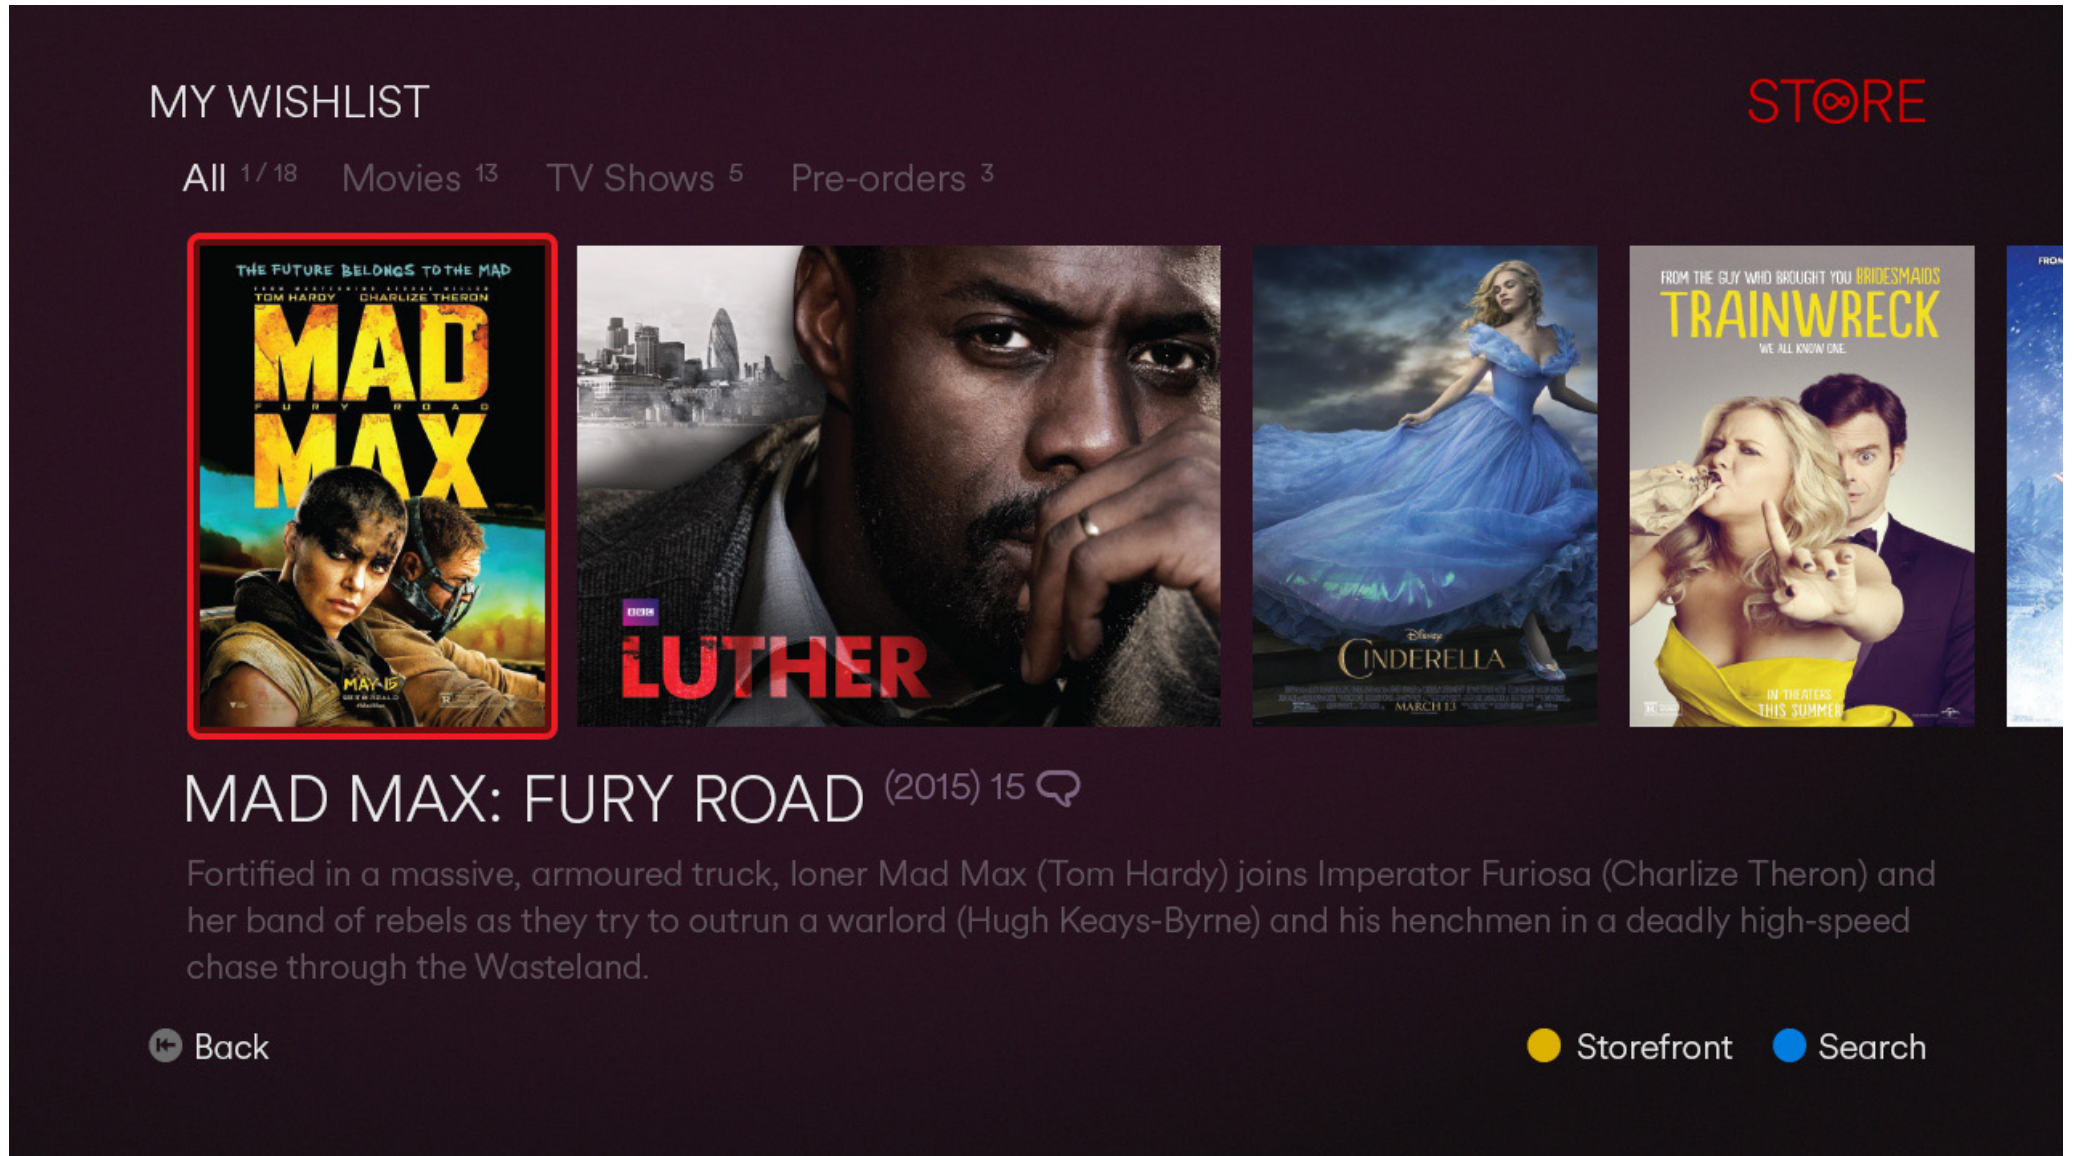 MY WISHLIST
STORE
All 1 / 18 Movies 13 TV Shows 5 Pre-orders 3
THE FUTURE BELONGS TO THE MAD
TOM HARDY CHARLIZE THERON
MAD
FURY ROAD
MAX
MAY 15
BBC
LUTHER
Disney
CINDERELLA
MARCH 13
FROM THE GUY WHO BROUGHT YOU BRIDESMAIDS
TRAINWRECK
WE ALL KNOW ONE.
IN THEATERS
THIS SUMMER
R
MAD MAX: FURY ROAD (2015) 15
Fortified in a massive, armoured truck, loner Mad Max (Tom Hardy) joins Imperator Furiosa (Charlize Theron) and
her band of rebels as they try to outrun a warlord (Hugh Keays-Byrne) and his henchmen in a deadly high-speed
chase through the Wasteland.
Back
Storefront Search